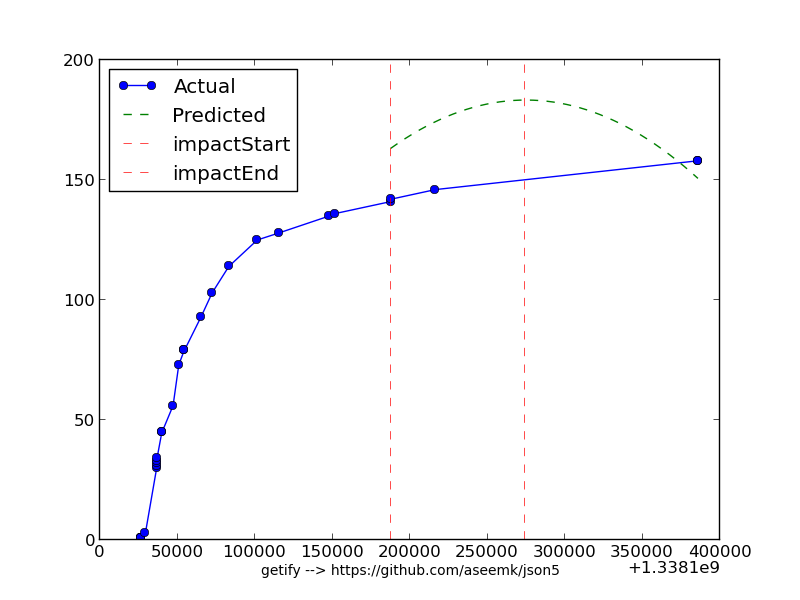 200
150
100
50
0
Actual
Predicted
impactStart
impactEnd
0 50000 100000 150000 200000 250000 300000 350000 400000
+1.3381e9
getify --> https://github.com/aseemk/json5